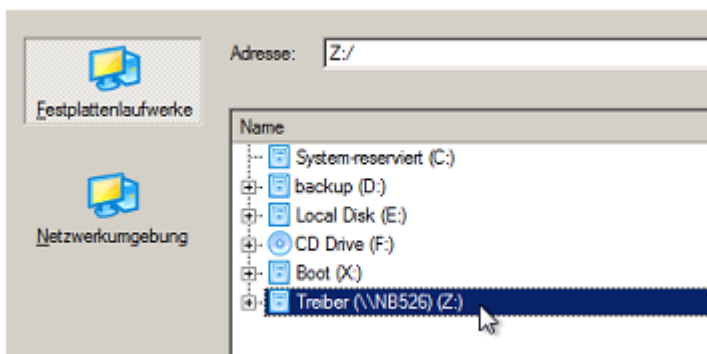 Adresse: Z:/
Festplattenlaufwerke
Name
System-reserviert (C:)
backup (D:)
Local Disk (E:)
Netzwerkumgebung
CD Drive (F:)
Boot (X:)
Treiber (\\NB526) (Z:)